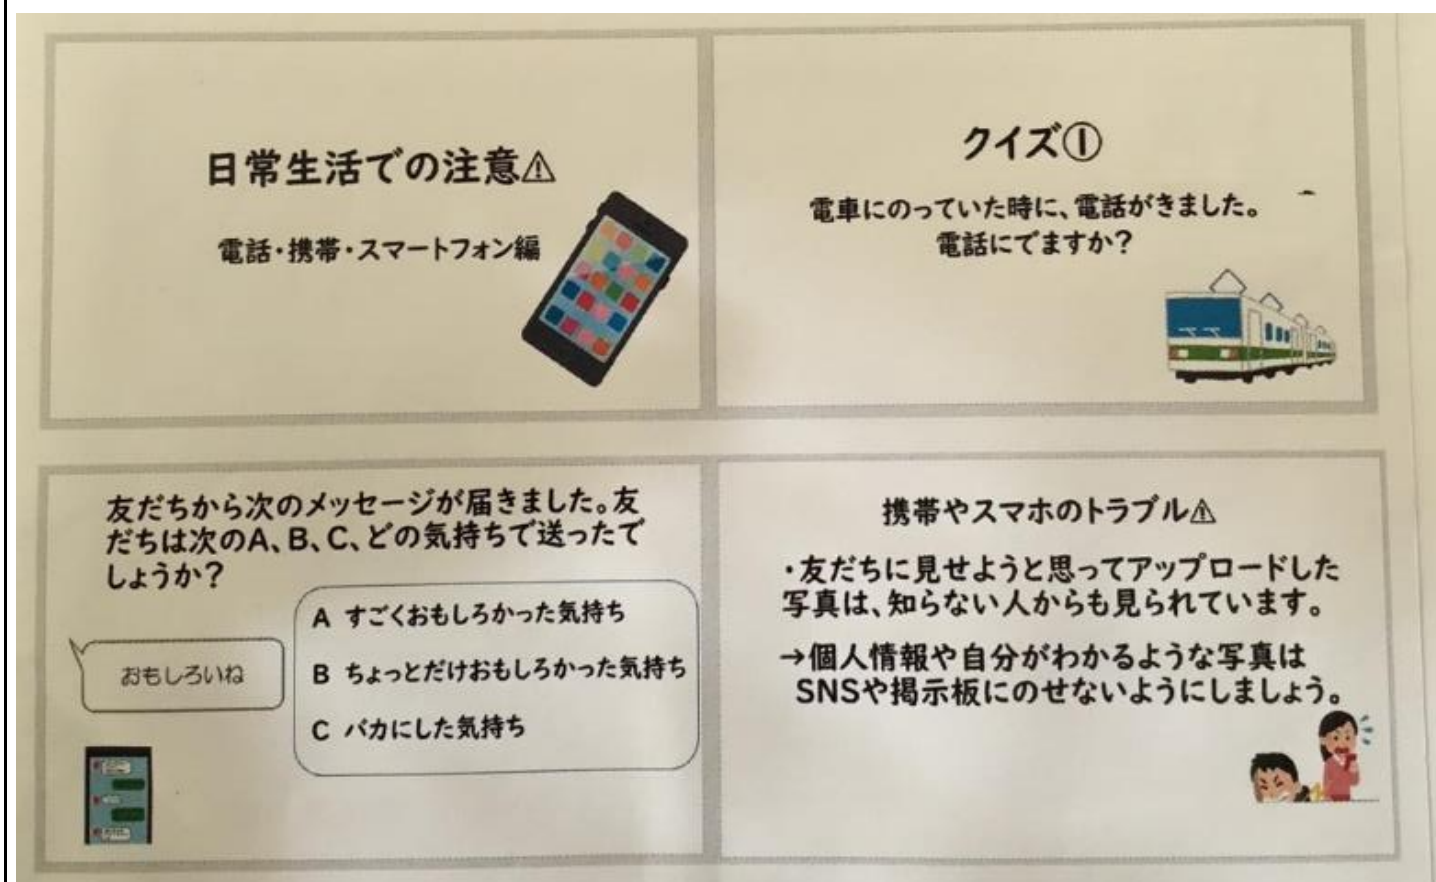 日常生活での注意⚠
電話・携帯・スマートフォン編
クイズ①
電車にのっていた時に、電話がきました。
電話にでますか?
友だちから次のメッセージが届きました。友
だちは次のA、B、C、どの気持ちで送ったで
しょうか?
おもしろいね
A すごくおもしろかった気持ち
B ちょっとだけおもしろかった気持ち
C バカにした気持ち
携帯やスマホのトラブル⚠
・友だちに見せようと思ってアップロードした
写真は、知らない人からも見られています。
→個人情報や自分がわかるような写真は
SNSや掲示板にのせないようにしましょう。